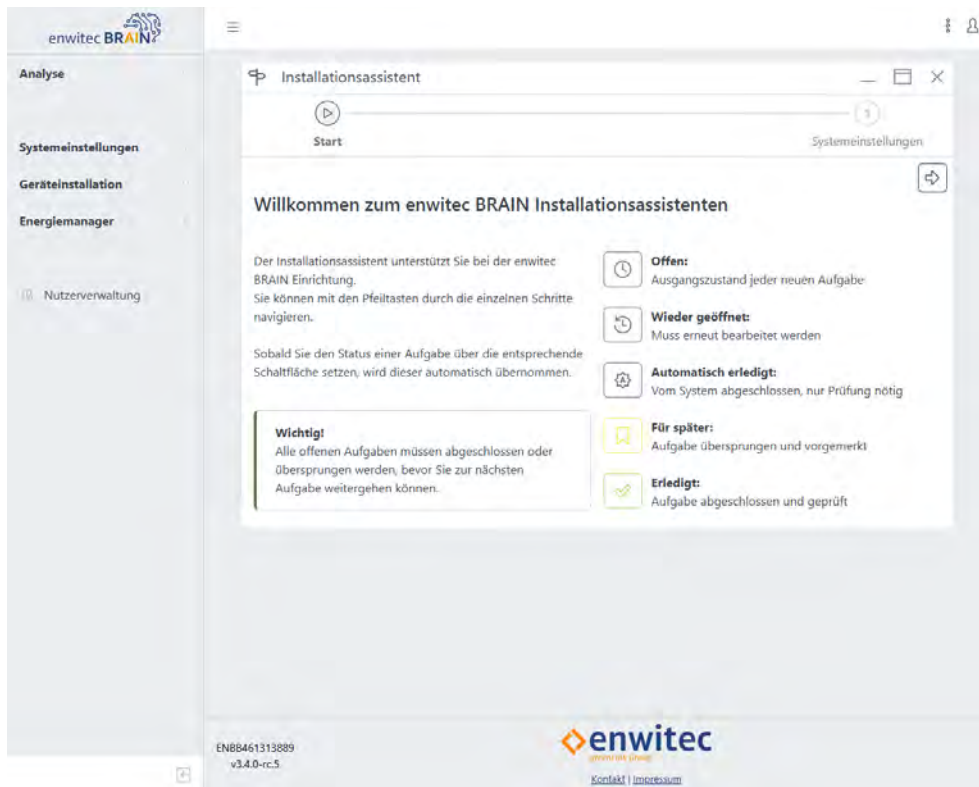 enwitec BRAIN
Analyse
Systemeinstellungen
Geräteinstallation
Energiemanager
Nutzerverwaltung
Installationsassistent
Start
1
Systemeinstellungen
Willkommen zum enwitec BRAIN Installationsassistenten
Der Installationsassistent unterstützt Sie bei der enwitec
BRAIN Einrichtung.
Sie können mit den Pfeiltasten durch die einzelnen Schritte
navigieren.
Sobald Sie den Status einer Aufgabe über die entsprechende
Schaltfläche setzen, wird dieser automatisch übernommen.
Wichtig!
Alle offenen Aufgaben müssen abgeschlossen oder
übersprungen werden, bevor Sie zur nächsten
Aufgabe weitergehen können.
Offen:
Ausgangszustand jeder neuen Aufgabe
Wieder geöffnet:
Muss erneut bearbeitet werden
Automatisch erledigt:
Vom System abgeschlossen, nur Prüfung nötig
Für später:
Aufgabe übersprungen und vorgemerkt
Erledigt:
Aufgabe abgeschlossen und geprüft
ENBB461313889
v3.4.0-rc.5
enwitec
Kontakt | Impressum